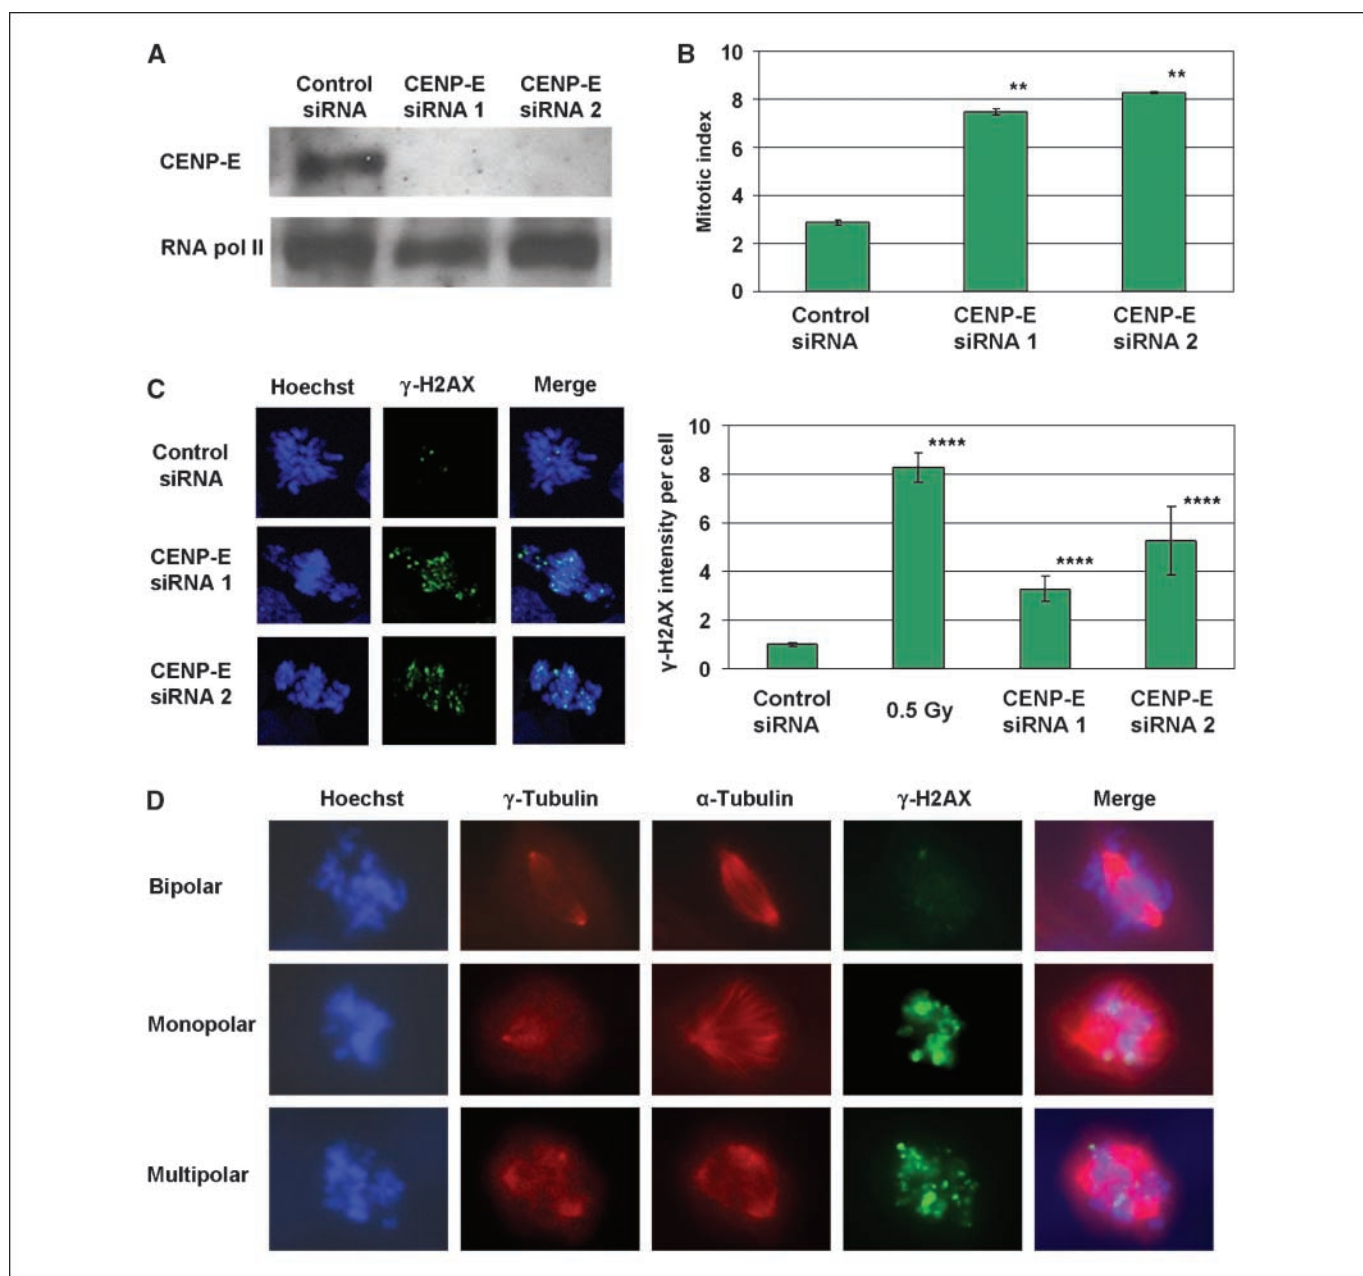 A
Control siRNA
CENP-E siRNA 1
CENP-E siRNA 2
CENP-E
RNA pol II
B
Mitotic index
10
8
6
4
2
0
**
**
Control siRNA
CENP-E siRNA 1
CENP-E siRNA 2
C
Hoechst
γ-H2AX
Merge
Control siRNA
CENP-E siRNA 1
CENP-E siRNA 2
γ-H2AX intensity per cell
10
8
6
4
2
0
****
****
****
Control siRNA
0.5 Gy
CENP-E siRNA 1
CENP-E siRNA 2
D
Hoechst
γ-Tubulin
α-Tubulin
γ-H2AX
Merge
Bipolar
Monopolar
Multipolar